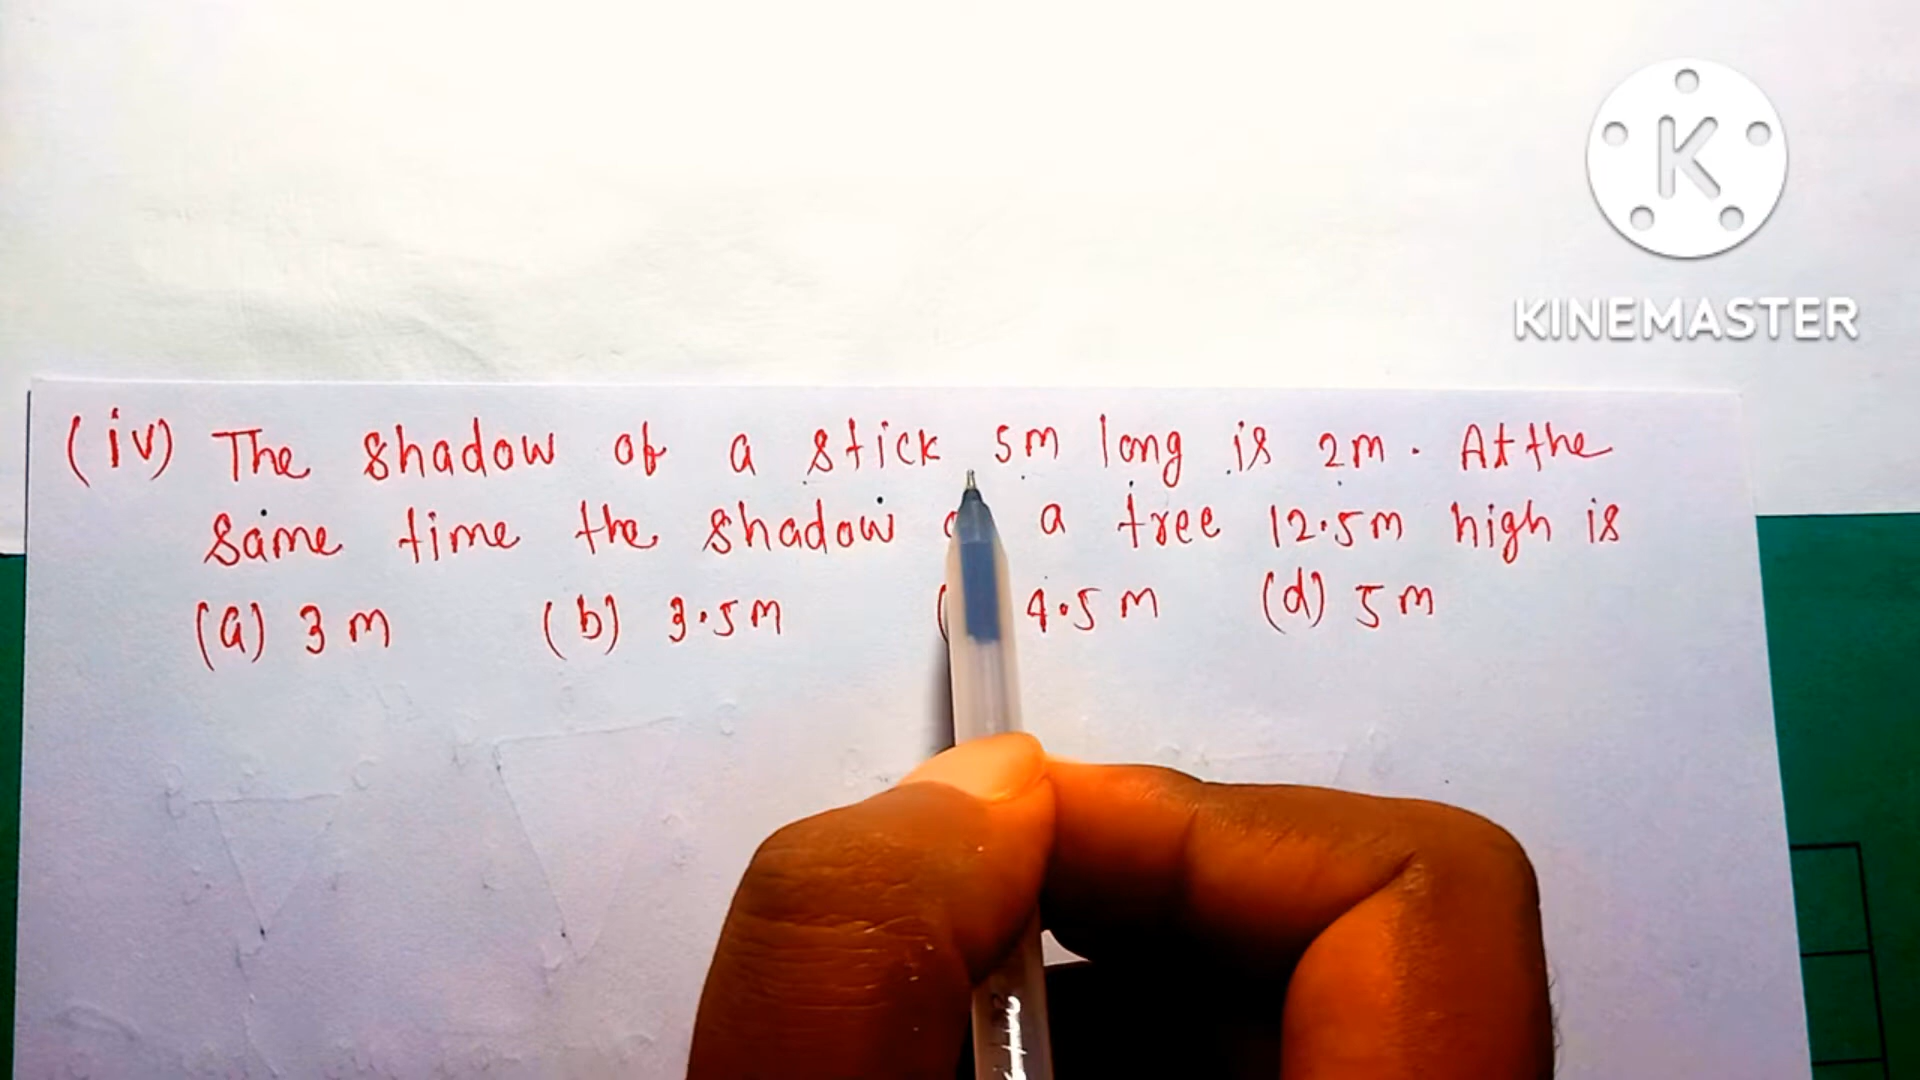 KINEMASTER
(iv) The shadow of a stick 5m long is 2m. At the
same time the shadow a tree 12.5m high is
(a) 3 m (b) 3.5m ( 4.5 m (d) 5m